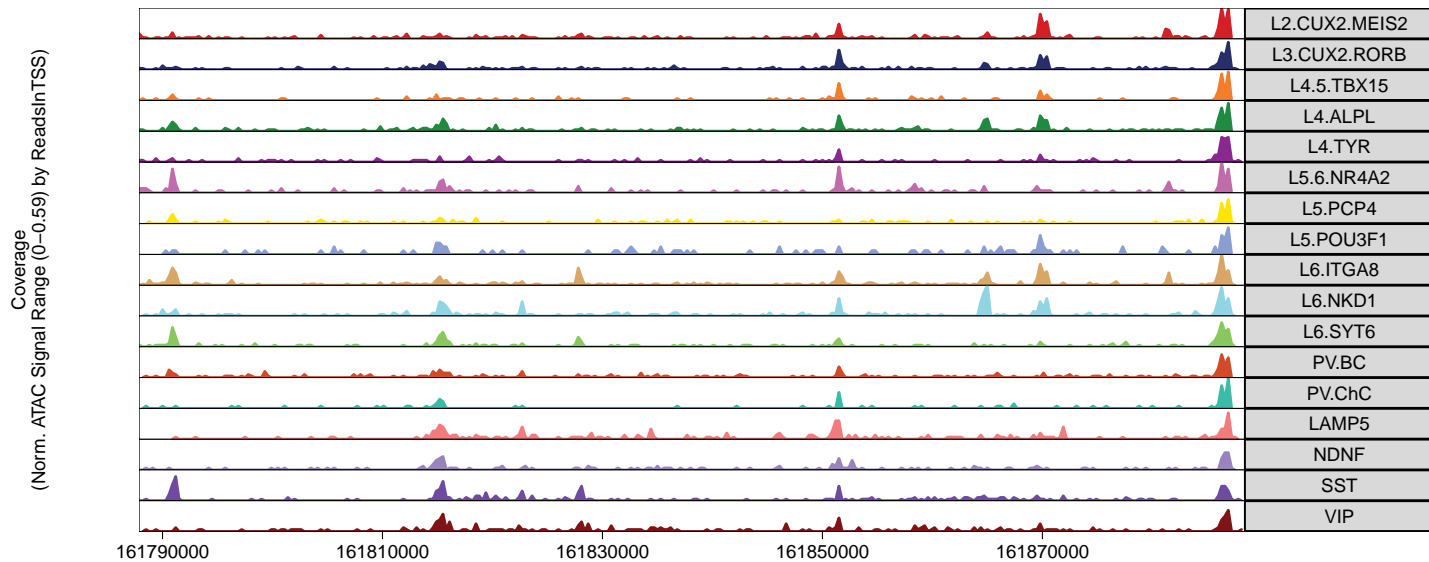 Coverage
(Norm. ATAC Signal Range (0−0.59) by ReadsInTSS)
L2.CUX2.MEIS2
L3.CUX2.RORB
L4.5.TBX15
L4.ALPL
L4.TYR
L5.6.NR4A2
L5.PCP4
L5.POU3F1
L6.ITGA8
L6.NKD1
L6.SYT6
PV.BC
PV.ChC
LAMP5
NDNF
SST
VIP
161790000 161810000 161830000 161850000 161870000